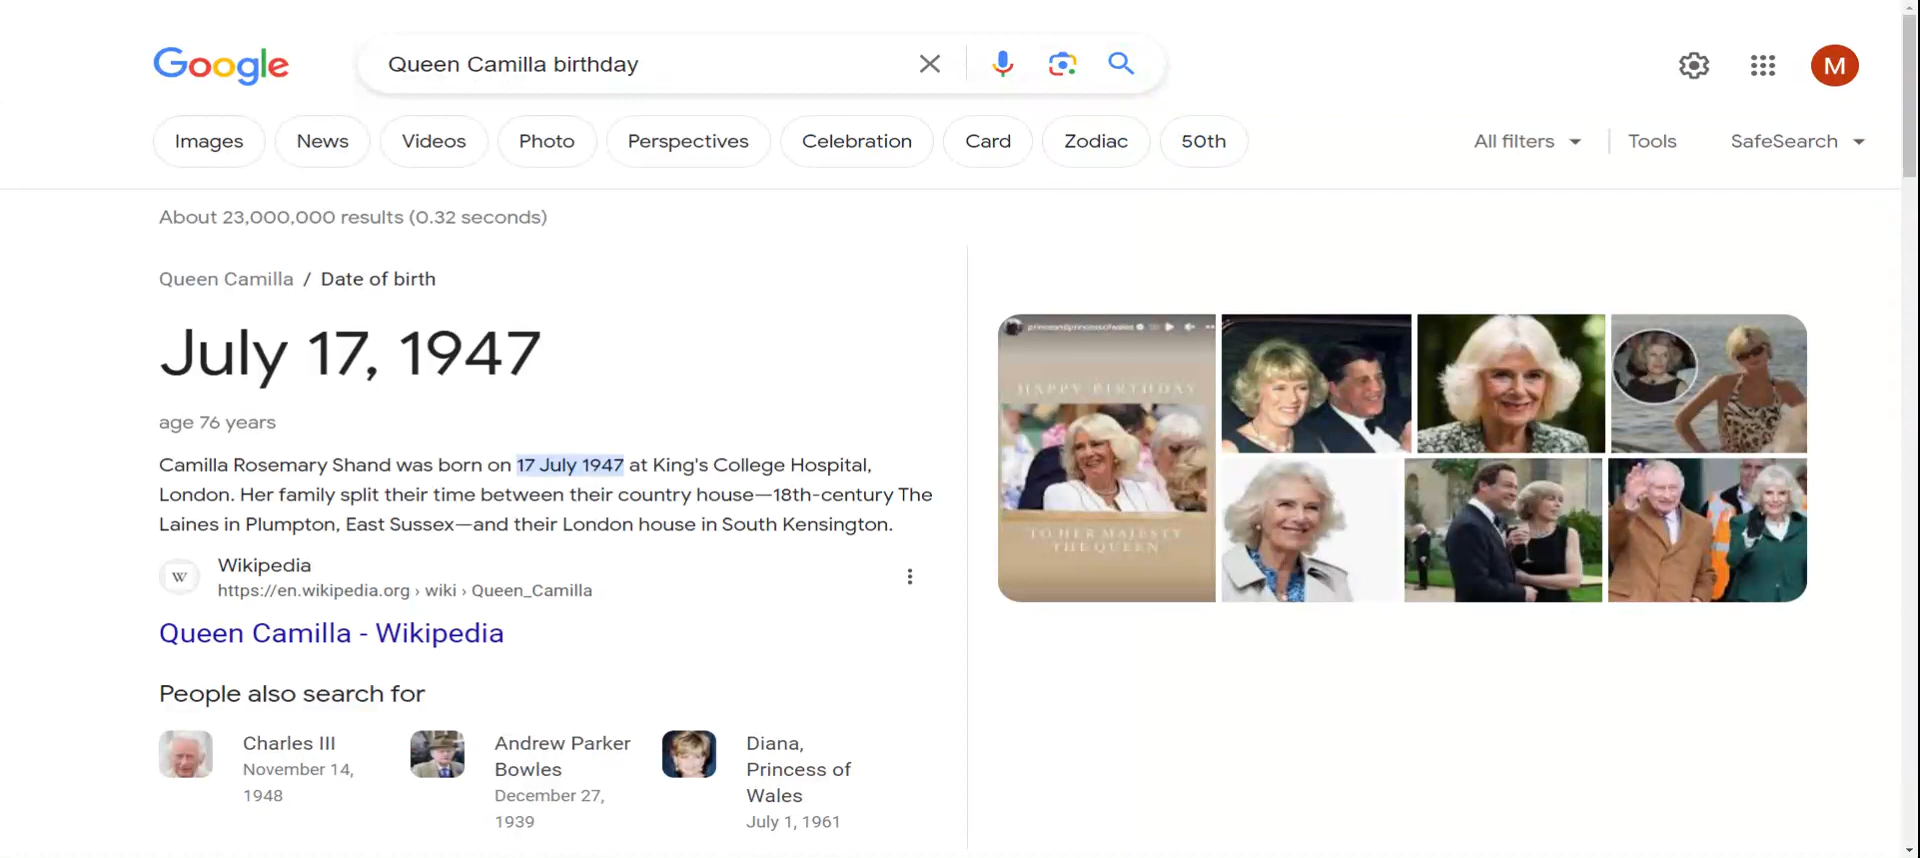 Google
Queen Camilla birthday
M
Images
News
Videos
Photo
Perspectives
Celebration
Card
Zodiac
50th
All filters
Tools
SafeSearch
About 23,000,000 results (0.32 seconds)
Queen Camilla / Date of birth
July 17, 1947
age 76 years
Camilla Rosemary Shand was born on 17 July 1947 at King's College Hospital,
London. Her family split their time between their country house—18th-century The
Laines in Plumpton, East Sussex—and their London house in South Kensington.
W
Wikipedia
https://en.wikipedia.org › wiki › Queen_Camilla
Queen Camilla - Wikipedia
People also search for
Charles III
November 14,
1948
Andrew Parker
Bowles
December 27,
1939
Diana,
Princess of
Wales
July 1, 1961
princeandprincessofwales
HAPPY BIRTHDAY
TO HER MAJESTY
THE QUEEN